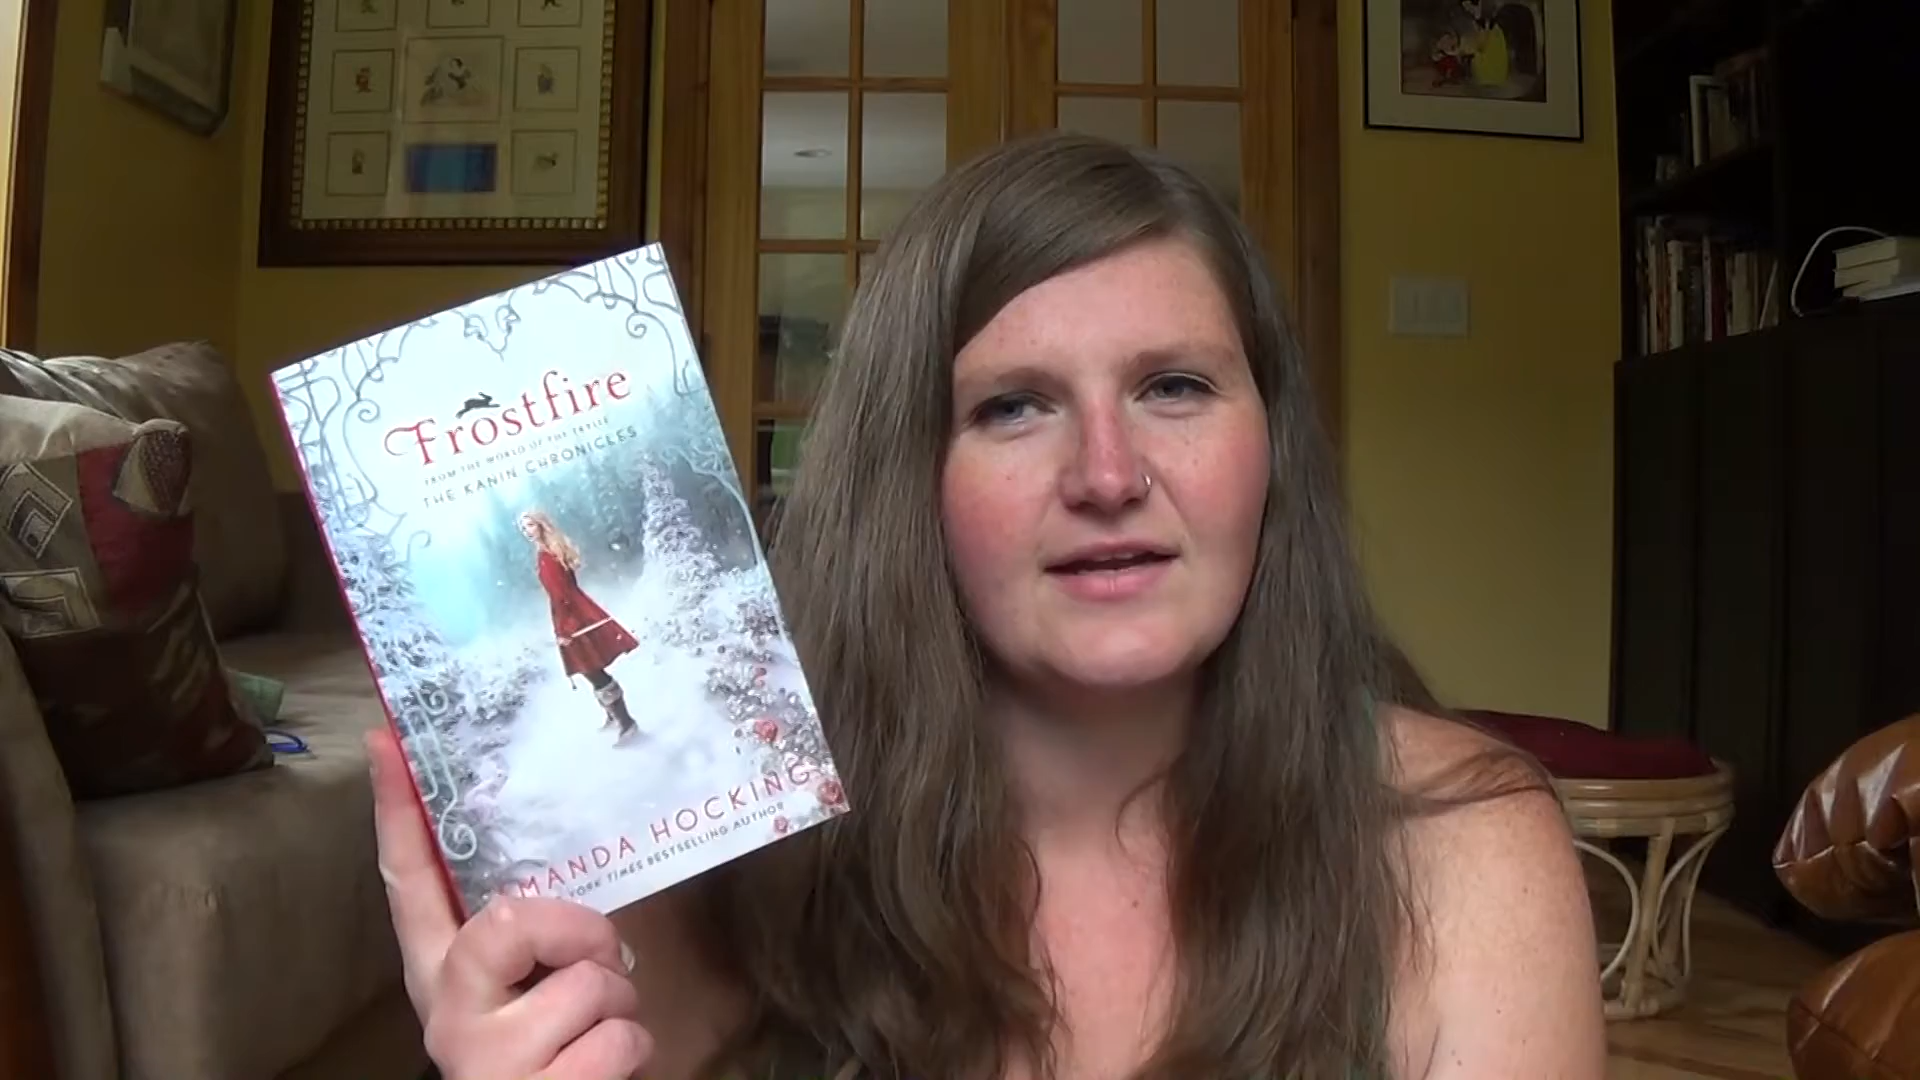 Frostfire
FROM THE WORLD OF THE TRYLLE
THE KANIN CHRONICLES
MANDA HOCKING
YORK TIMES BESTSELLING AUTHOR